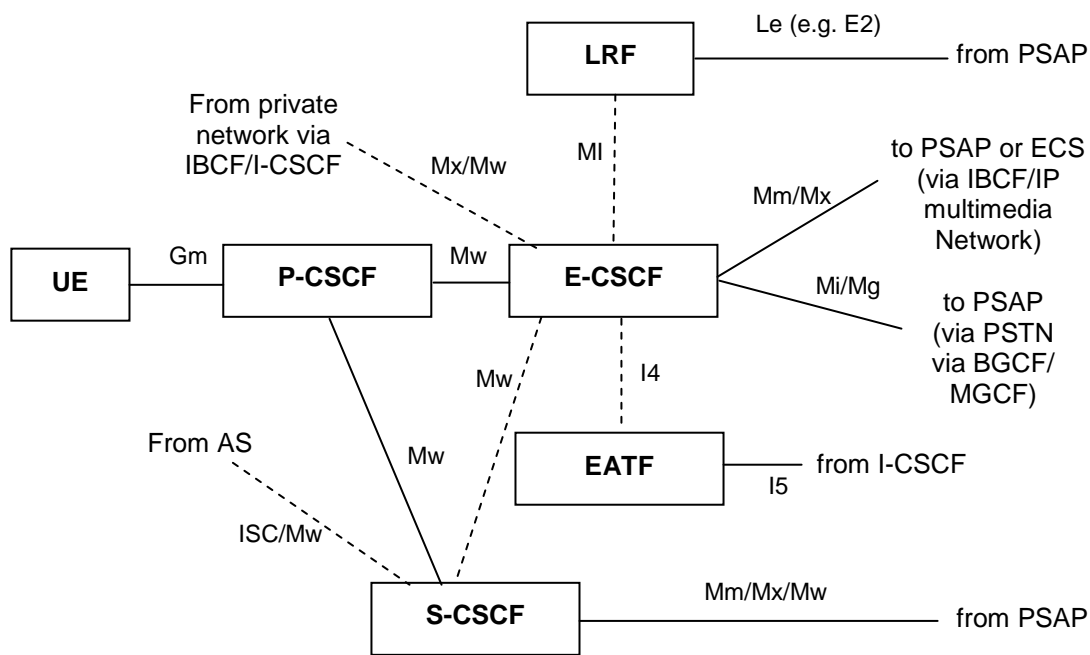 Le (e.g. E2)
LRF
from PSAP
From private
network via
IBCF/I-CSCF
Mx/Mw
Ml
to PSAP or ECS
(via IBCF/IP
multimedia
Network)
Mm/Mx
Gm
Mw
UE
P-CSCF
E-CSCF
Mi/Mg
to PSAP
(via PSTN
via BGCF/
MGCF)
Mw
I4
From AS
Mw
EATF
from I-CSCF
I5
ISC/Mw
S-CSCF
Mm/Mx/Mw
from PSAP